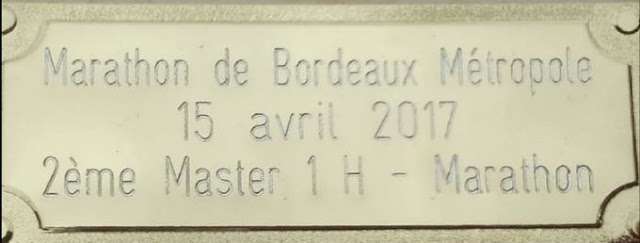 Marathon de Bordeaux Métropole
15 avril 2017
2ème Master 1 H - Marathon